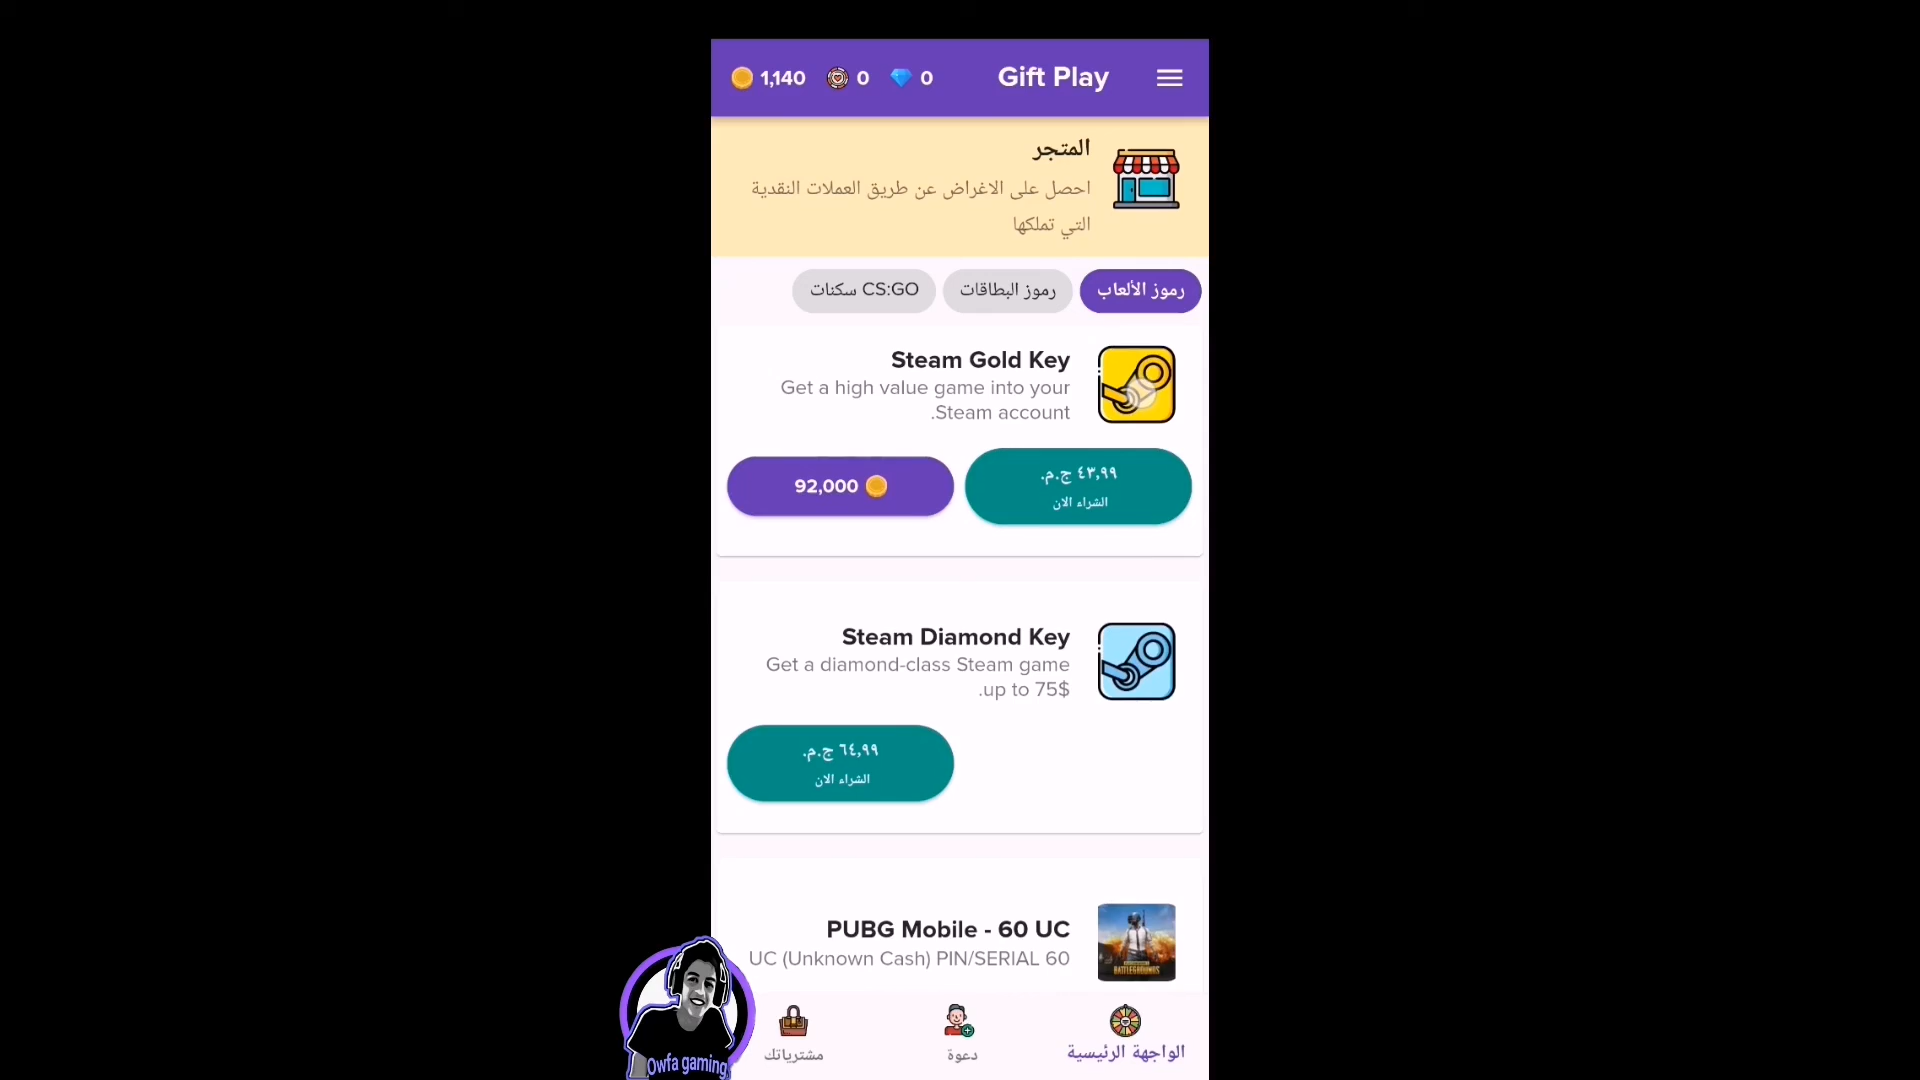 1,140 0 0 Gift Play
المتجر
احصل على الاغراض عن طريق العملات النقدية
التي تملكها
رموز الألعاب رموز البطاقات CS:GO سكنات
Steam Gold Key
Get a high value game into your
.Steam account
92,000
٤٣,٩٩ ج.م.
الشراء الان
Steam Diamond Key
Get a diamond-class Steam game
.up to 75$
٦٤,٩٩ ج.م.
الشراء الان
PUBG Mobile - 60 UC
UC (Unknown Cash) PIN/SERIAL 60
BATTLEGROUNDS
الواجهة الرئيسية دعوة مشترياتك
Owfa gaming